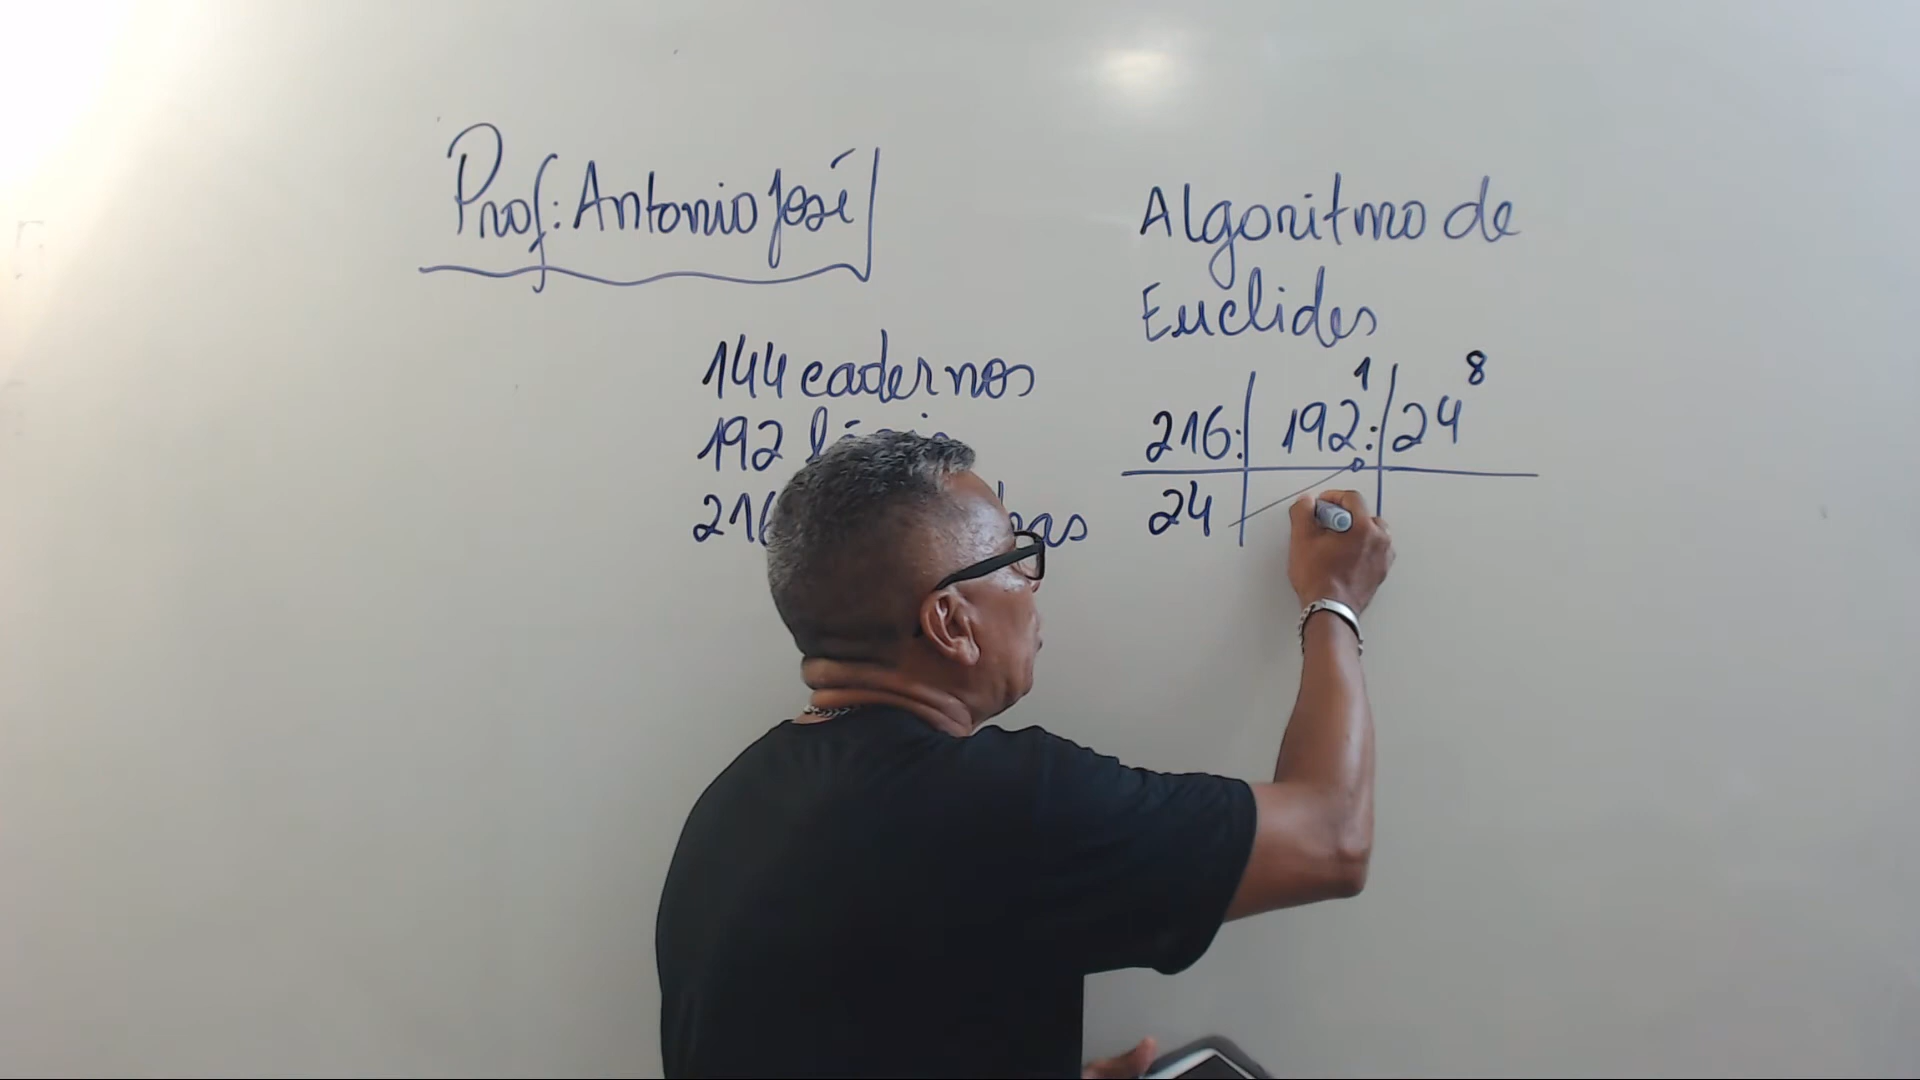 Prof: Antonio José
Algoritmo de
Euclides
144 cadernos
192
216
1 8
216: 192: 24
24